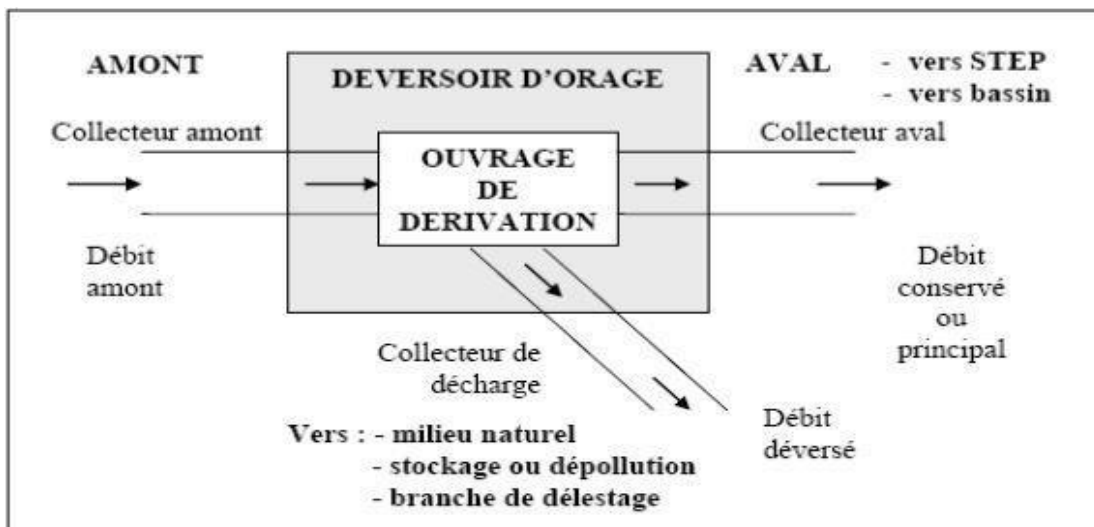 AMONT
DEVERSOIR D'ORAGE
AVAL - vers STEP
- vers bassin
Collecteur amont
Collecteur aval
OUVRAGE
DE
DERIVATION
Débit
amont
Débit
conservé
ou
principal
Collecteur de
décharge
Débit
déversé
Vers : - milieu naturel
- stockage ou dépollution
- branche de délestage